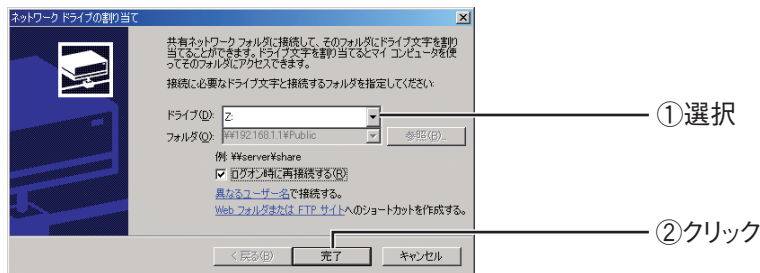 ネットワーク ドライブの割り当て
共有ネットワーク フォルダに接続して、そのフォルダにドライブ文字を割り
当てることができます。ドライブ文字を割り当てるとマイ コンピュータを使
ってそのフォルダにアクセスできます。
接続に必要なドライブ文字と接続するフォルダを指定してください:
ドライブ(D): Z:
①選択
フォルダ(O): ¥¥192.168.1.1¥Public 参照(B)...
例: ¥¥server¥share
ログオン時に再接続する(R)
異なるユーザー名で接続する。
Web フォルダまたは FTP サイトへのショートカットを作成する。
②クリック
< 戻る(B) 完了 キャンセル